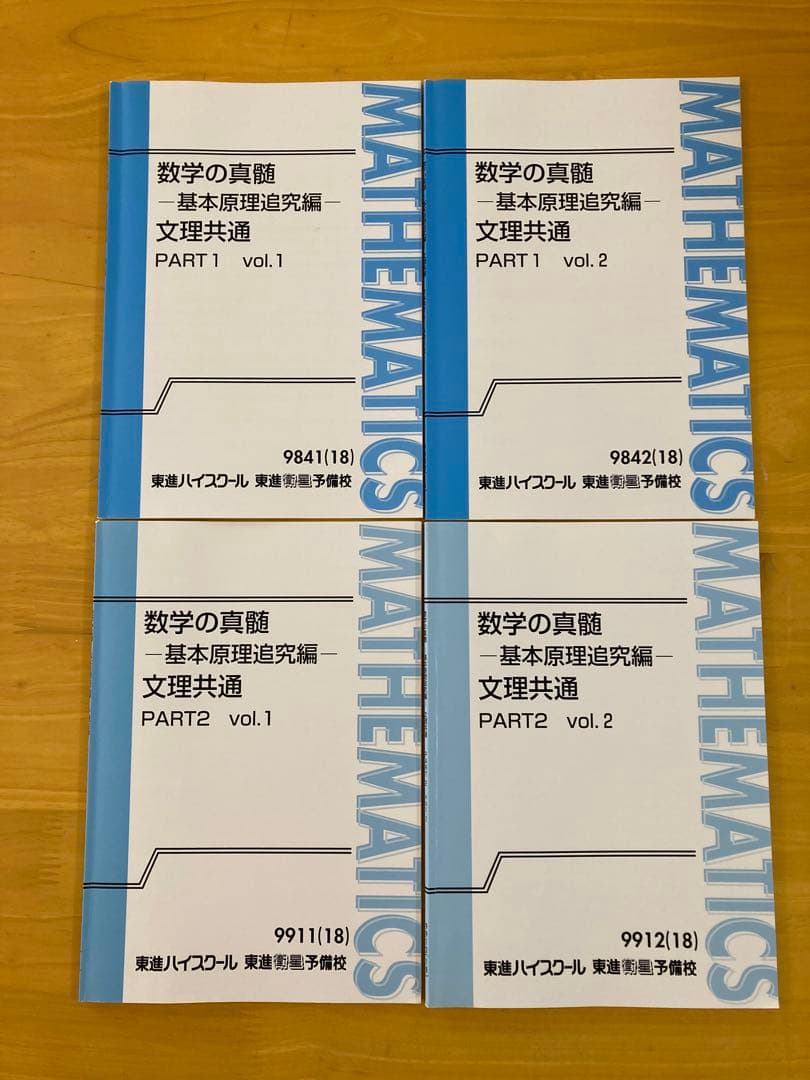 数学の真髄
―基本原理追究編―
文理共通
PART1 vol.1
9841(18)
東進ハイスクール 東進衛星予備校
MATHEMATICS
数学の真髄
―基本原理追究編―
文理共通
PART1 vol.2
9842(18)
東進ハイスクール 東進衛星予備校
MATHEMATICS
数学の真髄
―基本原理追究編―
文理共通
PART2 vol.1
9911(18)
東進ハイスクール 東進衛星予備校
MATHEMATICS
数学の真髄
―基本原理追究編―
文理共通
PART2 vol.2
9912(18)
東進ハイスクール 東進衛星予備校
MATHEMATICS